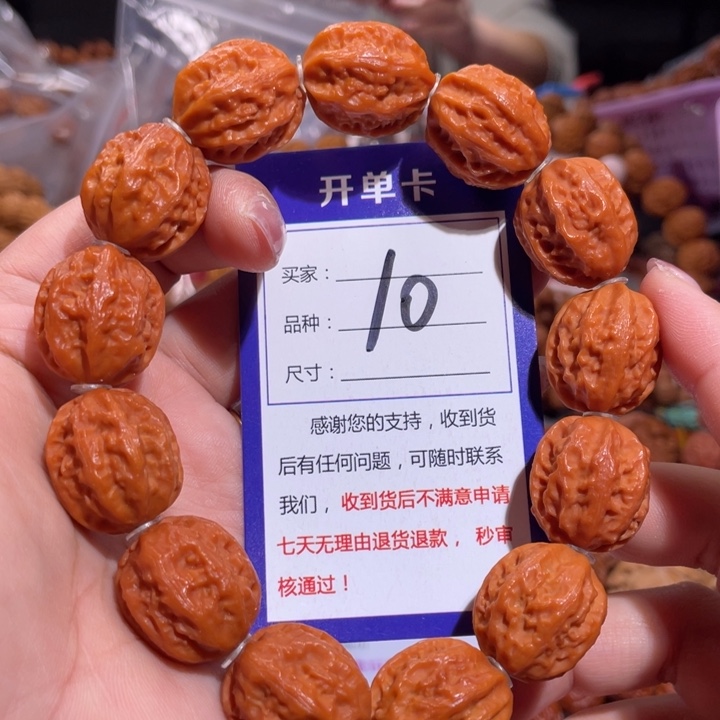 开单卡
买家：
10
品种：
尺寸：
感谢您的支持，收到货
后有任何问题，可随时联系
我们，收到货后不满意申请
七天无理由退货退款，秒审
核通过！